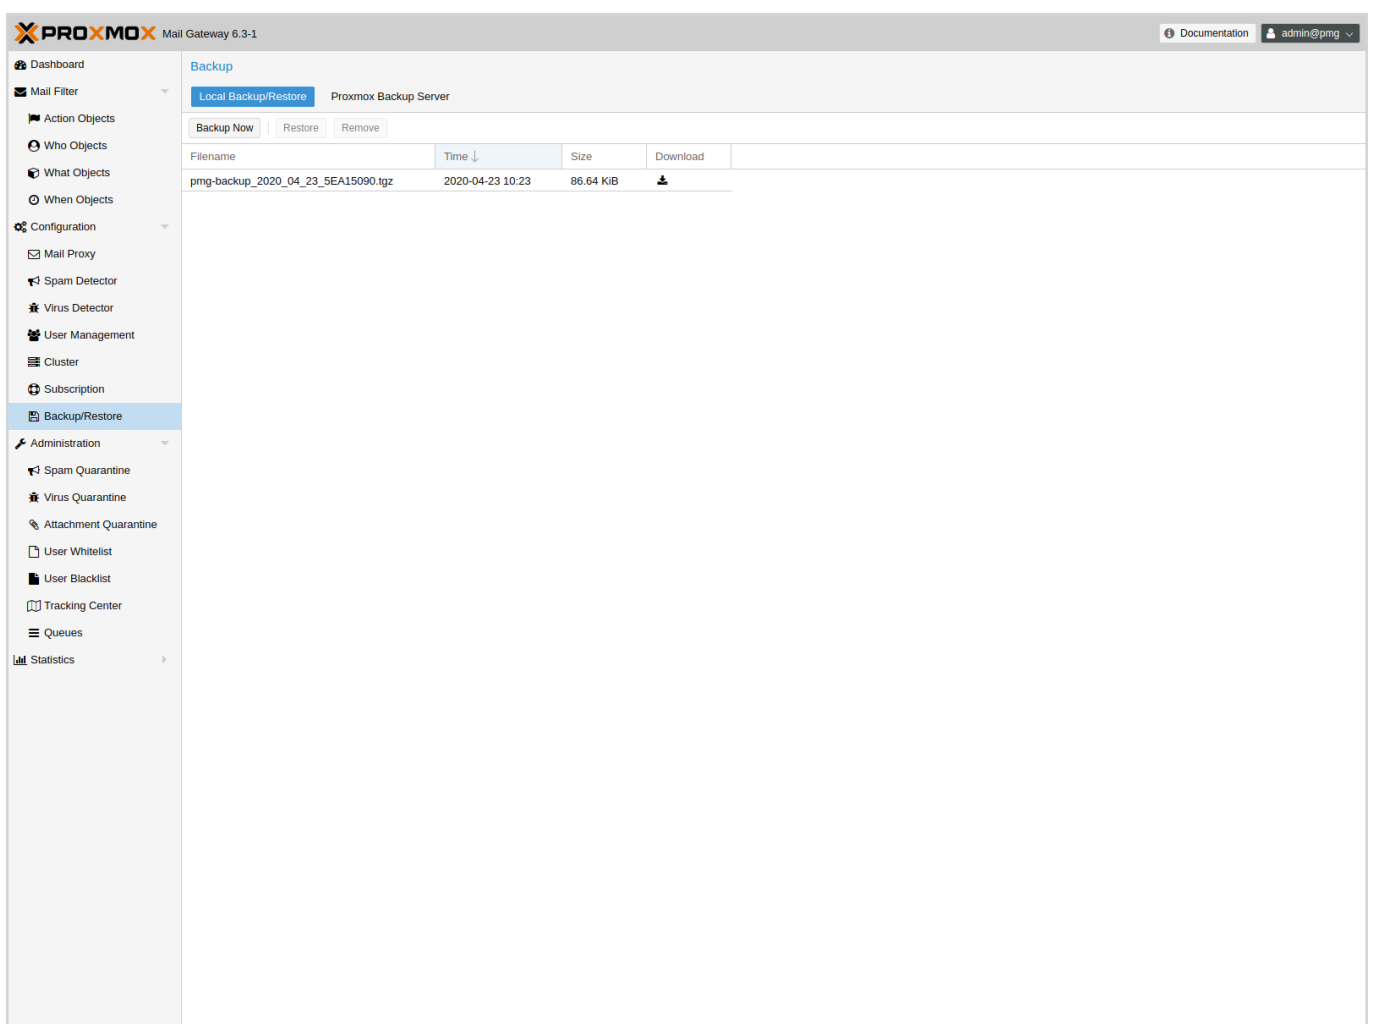 PROXMOX Mail Gateway 6.3-1
Documentation
admin@pmg
Dashboard
Mail Filter
Action Objects
Who Objects
What Objects
When Objects
Configuration
Mail Proxy
Spam Detector
Virus Detector
User Management
Cluster
Subscription
Backup/Restore
Administration
Spam Quarantine
Virus Quarantine
Attachment Quarantine
User Whitelist
User Blacklist
Tracking Center
Queues
Statistics
Backup
Local Backup/Restore Proxmox Backup Server
Backup Now Restore Remove
Filename Time Size Download
pmg-backup_2020_04_23_5EA15090.tgz 2020-04-23 10:23 86.64 KiB